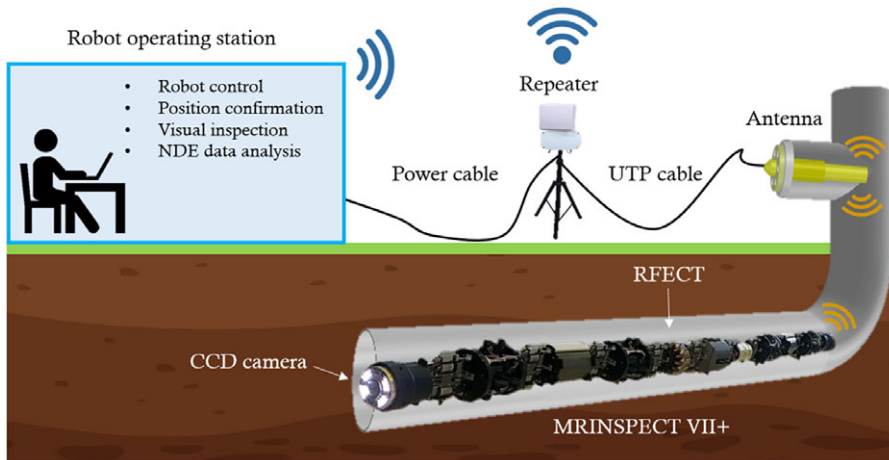 Robot operating station
• Robot control
• Position confirmation
• Visual inspection
• NDE data analysis
Repeater
Antenna
Power cable
UTP cable
RFECT
CCD camera
MRINSPECT VII+